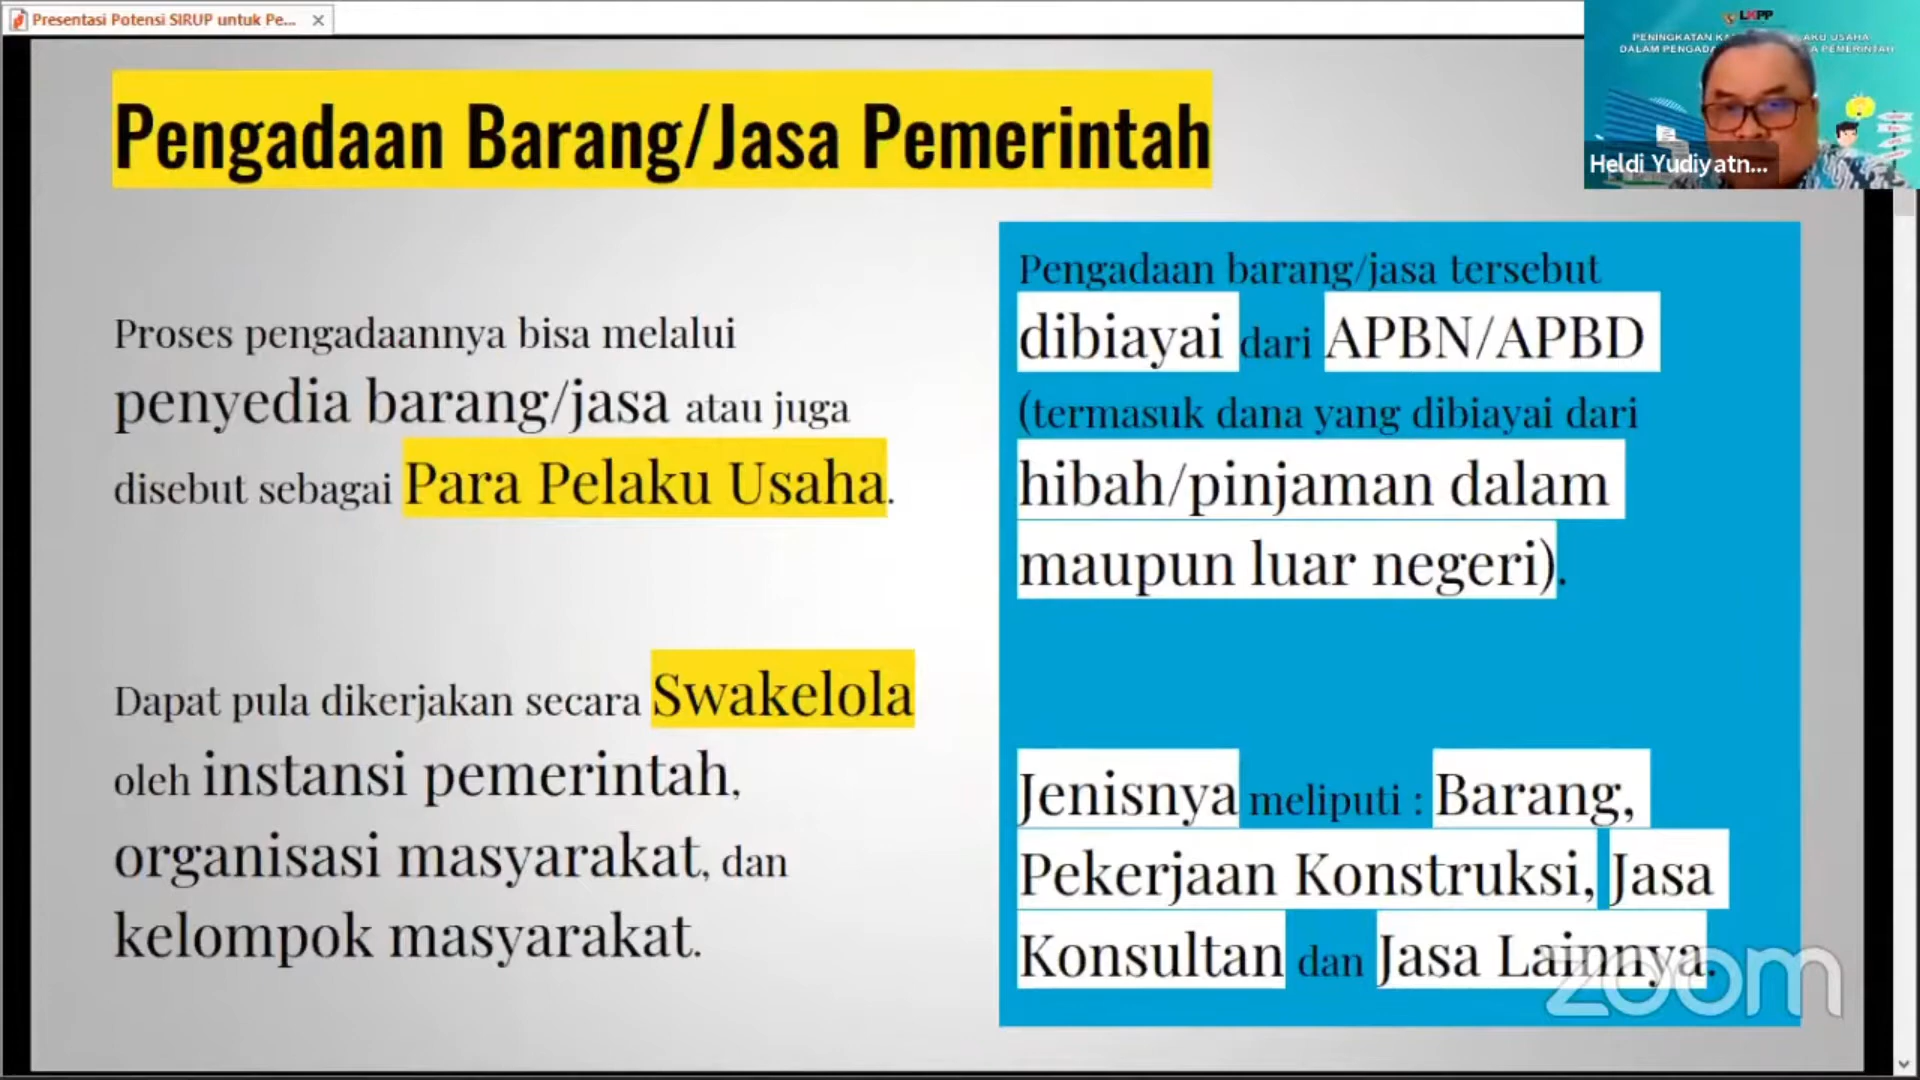 Presentasi Potensi SIRUP untuk Pe...
LKPP
PENINGKATAN
DALAM
PEMERINTAH
Heldi Yudiyatn...
Pengadaan Barang/Jasa Pemerintah
Proses pengadaannya bisa melalui
penyedia barang/jasa atau juga
disebut sebagai Para Pelaku Usaha.
Dapat pula dikerjakan secara Swakelola
oleh instansi pemerintah,
organisasi masyarakat, dan
kelompok masyarakat.
Pengadaan barang/jasa tersebut
dibiayai dari APBN/APBD
(termasuk dana yang dibiayai dari
hibah/pinjaman dalam
maupun luar negeri).
Jenisnya meliputi : Barang,
Pekerjaan Konstruksi, Jasa
Konsultan dan Jasa Lainnya.
zoom